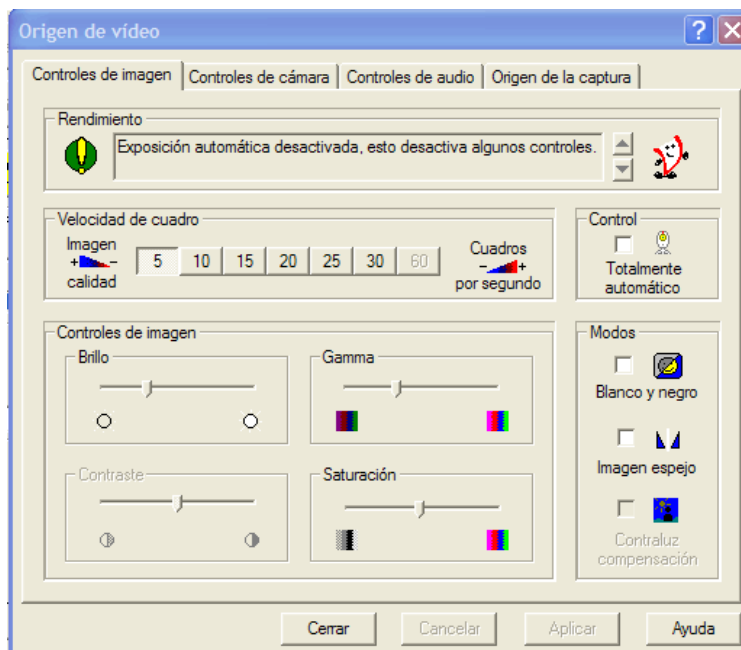 Origen de vídeo
Controles de imagen Controles de cámara Controles de audio Origen de la captura
Rendimiento
Exposición automática desactivada, esto desactiva algunos controles.
Velocidad de cuadro
Imagen
+ −
calidad
5 10 15 20 25 30 60
Cuadros
− +
por segundo
Control
Totalmente
automático
Controles de imagen
Brillo
Gamma
Contraste
Saturación
Modos
Blanco y negro
Imagen espejo
Contraluz
compensación
Cerrar Cancelar Aplicar Ayuda